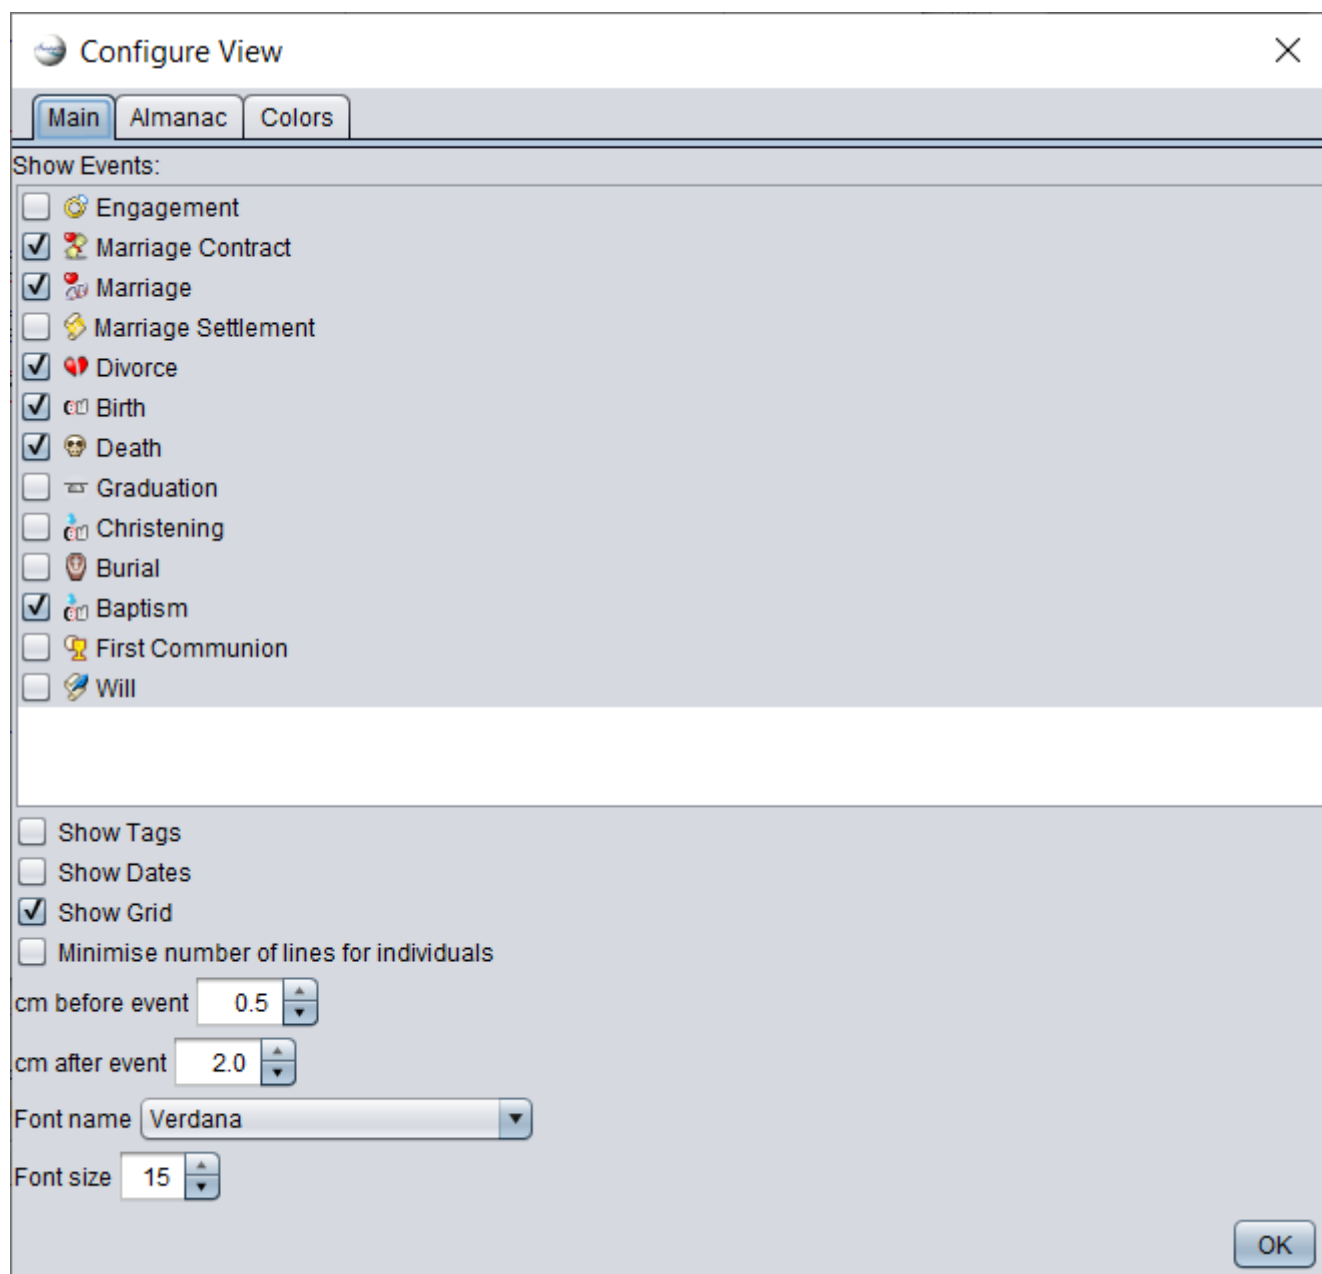 Configure View
Main Almanac Colors
Show Events:
Engagement
Marriage Contract
Marriage
Marriage Settlement
Divorce
Birth
Death
Graduation
Christening
Burial
Baptism
First Communion
Will
Show Tags
Show Dates
Show Grid
Minimise number of lines for individuals
cm before event 0.5
cm after event 2.0
Font name Verdana
Font size 15
OK